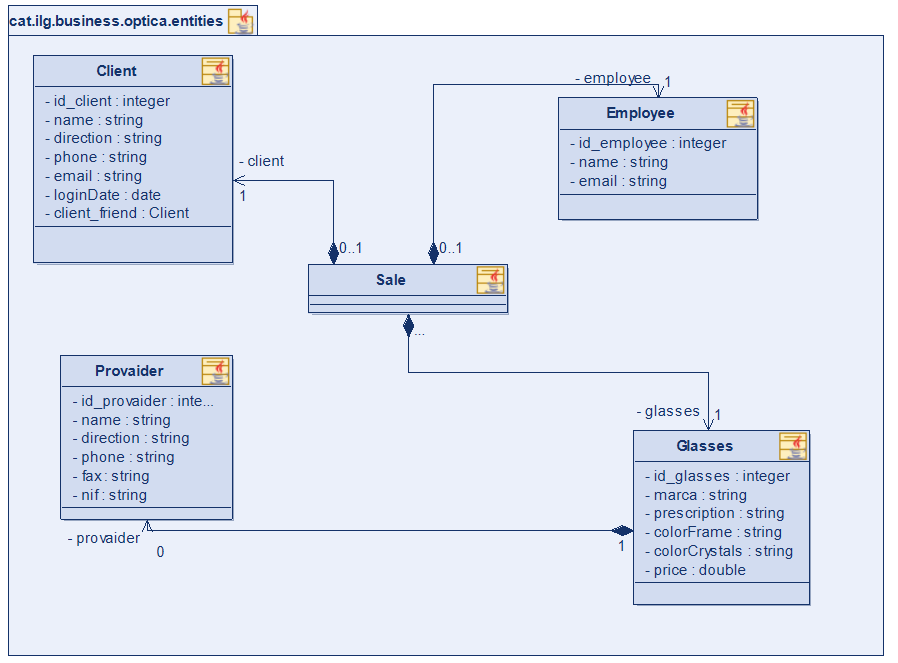 cat.ilg.business.optica.entities
Client
- id_client : integer
- name : string
- direction : string
- phone : string
- email : string
- loginDate : date
- client_friend : Client
- client
1
0..1
- employee
1
0..1
Employee
- id_employee : integer
- name : string
- email : string
Sale
...
- glasses
1
Provaider
- id_provaider : inte...
- name : string
- direction : string
- phone : string
- fax : string
- nif : string
- provaider
0
1
Glasses
- id_glasses : integer
- marca : string
- prescription : string
- colorFrame : string
- colorCrystals : string
- price : double